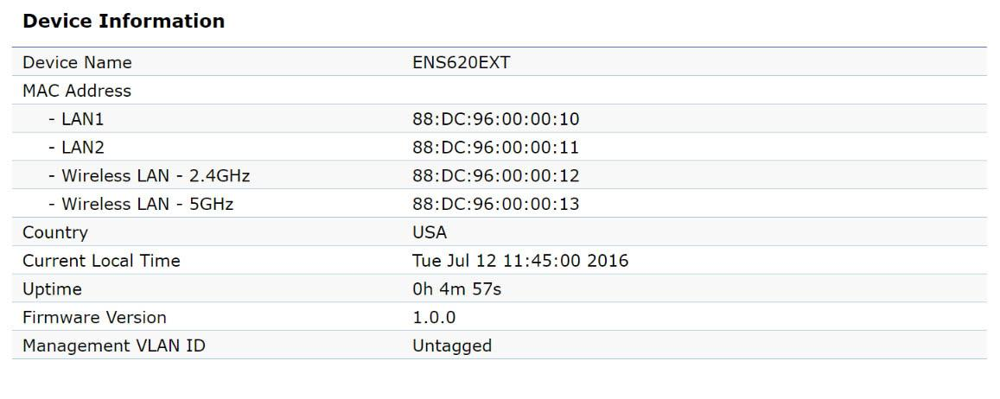 Device Information
Device Name ENS620EXT
MAC Address
- LAN1 88:DC:96:00:00:10
- LAN2 88:DC:96:00:00:11
- Wireless LAN - 2.4GHz 88:DC:96:00:00:12
- Wireless LAN - 5GHz 88:DC:96:00:00:13
Country USA
Current Local Time Tue Jul 12 11:45:00 2016
Uptime 0h 4m 57s
Firmware Version 1.0.0
Management VLAN ID Untagged